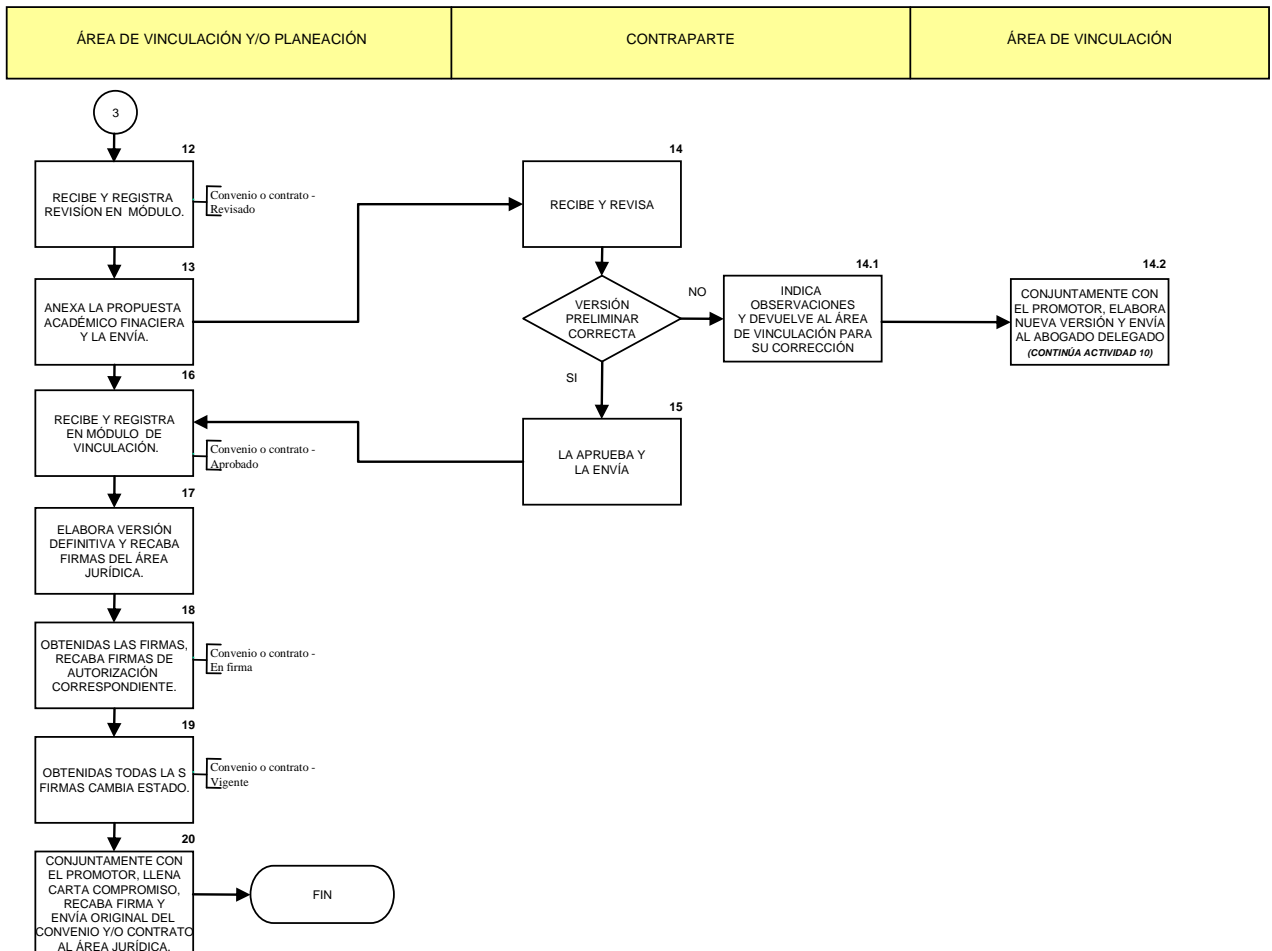 ÁREA DE VINCULACIÓN Y/O PLANEACIÓN
CONTRAPARTE
ÁREA DE VINCULACIÓN
3
12
RECIBE Y REGISTRA
REVISÍON EN MÓDULO.
Convenio o contrato -
Revisado
13
ANEXA LA PROPUESTA
ACADÉMICO FINACIERA
Y LA ENVÍA.
14
RECIBE Y REVISA
VERSIÓN
PRELIMINAR
CORRECTA
NO
SI
14.1
INDICA
OBSERVACIONES
Y DEVUELVE AL ÁREA
DE VINCULACIÓN PARA
SU CORRECCIÓN
14.2
CONJUNTAMENTE CON
EL PROMOTOR, ELABORA
NUEVA VERSIÓN Y ENVÍA
AL ABOGADO DELEGADO
(CONTINÚA ACTIVIDAD 10)
15
LA APRUEBA Y
LA ENVÍA
16
RECIBE Y REGISTRA
EN MÓDULO DE
VINCULACIÓN.
Convenio o contrato -
Aprobado
17
ELABORA VERSIÓN
DEFINITIVA Y RECABA
FIRMAS DEL ÁREA
JURÍDICA.
18
OBTENIDAS LAS FIRMAS,
RECABA FIRMAS DE
AUTORIZACIÓN
CORRESPONDIENTE.
Convenio o contrato -
En firma
19
OBTENIDAS TODAS LA S
FIRMAS CAMBIA ESTADO.
Convenio o contrato -
Vigente
20
CONJUNTAMENTE CON
EL PROMOTOR, LLENA
CARTA COMPROMISO,
RECABA FIRMA Y
ENVÍA ORIGINAL DEL
CONVENIO Y/O CONTRATO
AL ÁREA JURÍDICA.
FIN